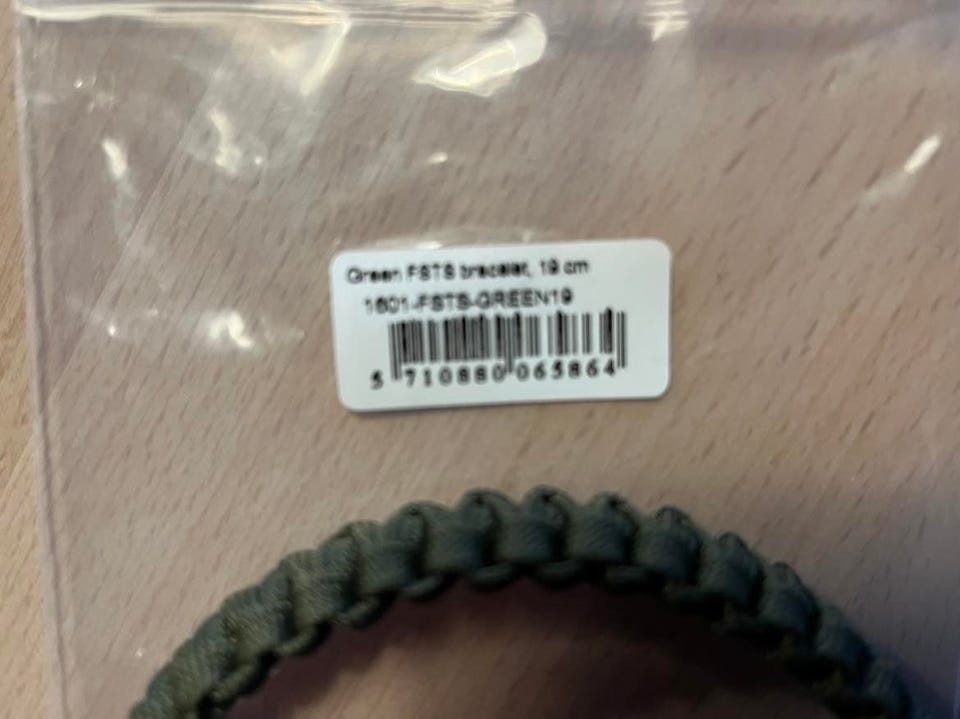 Green FSTS bracelet, 19 cm
1601-FSTS-GREEN19
5 710880 065864